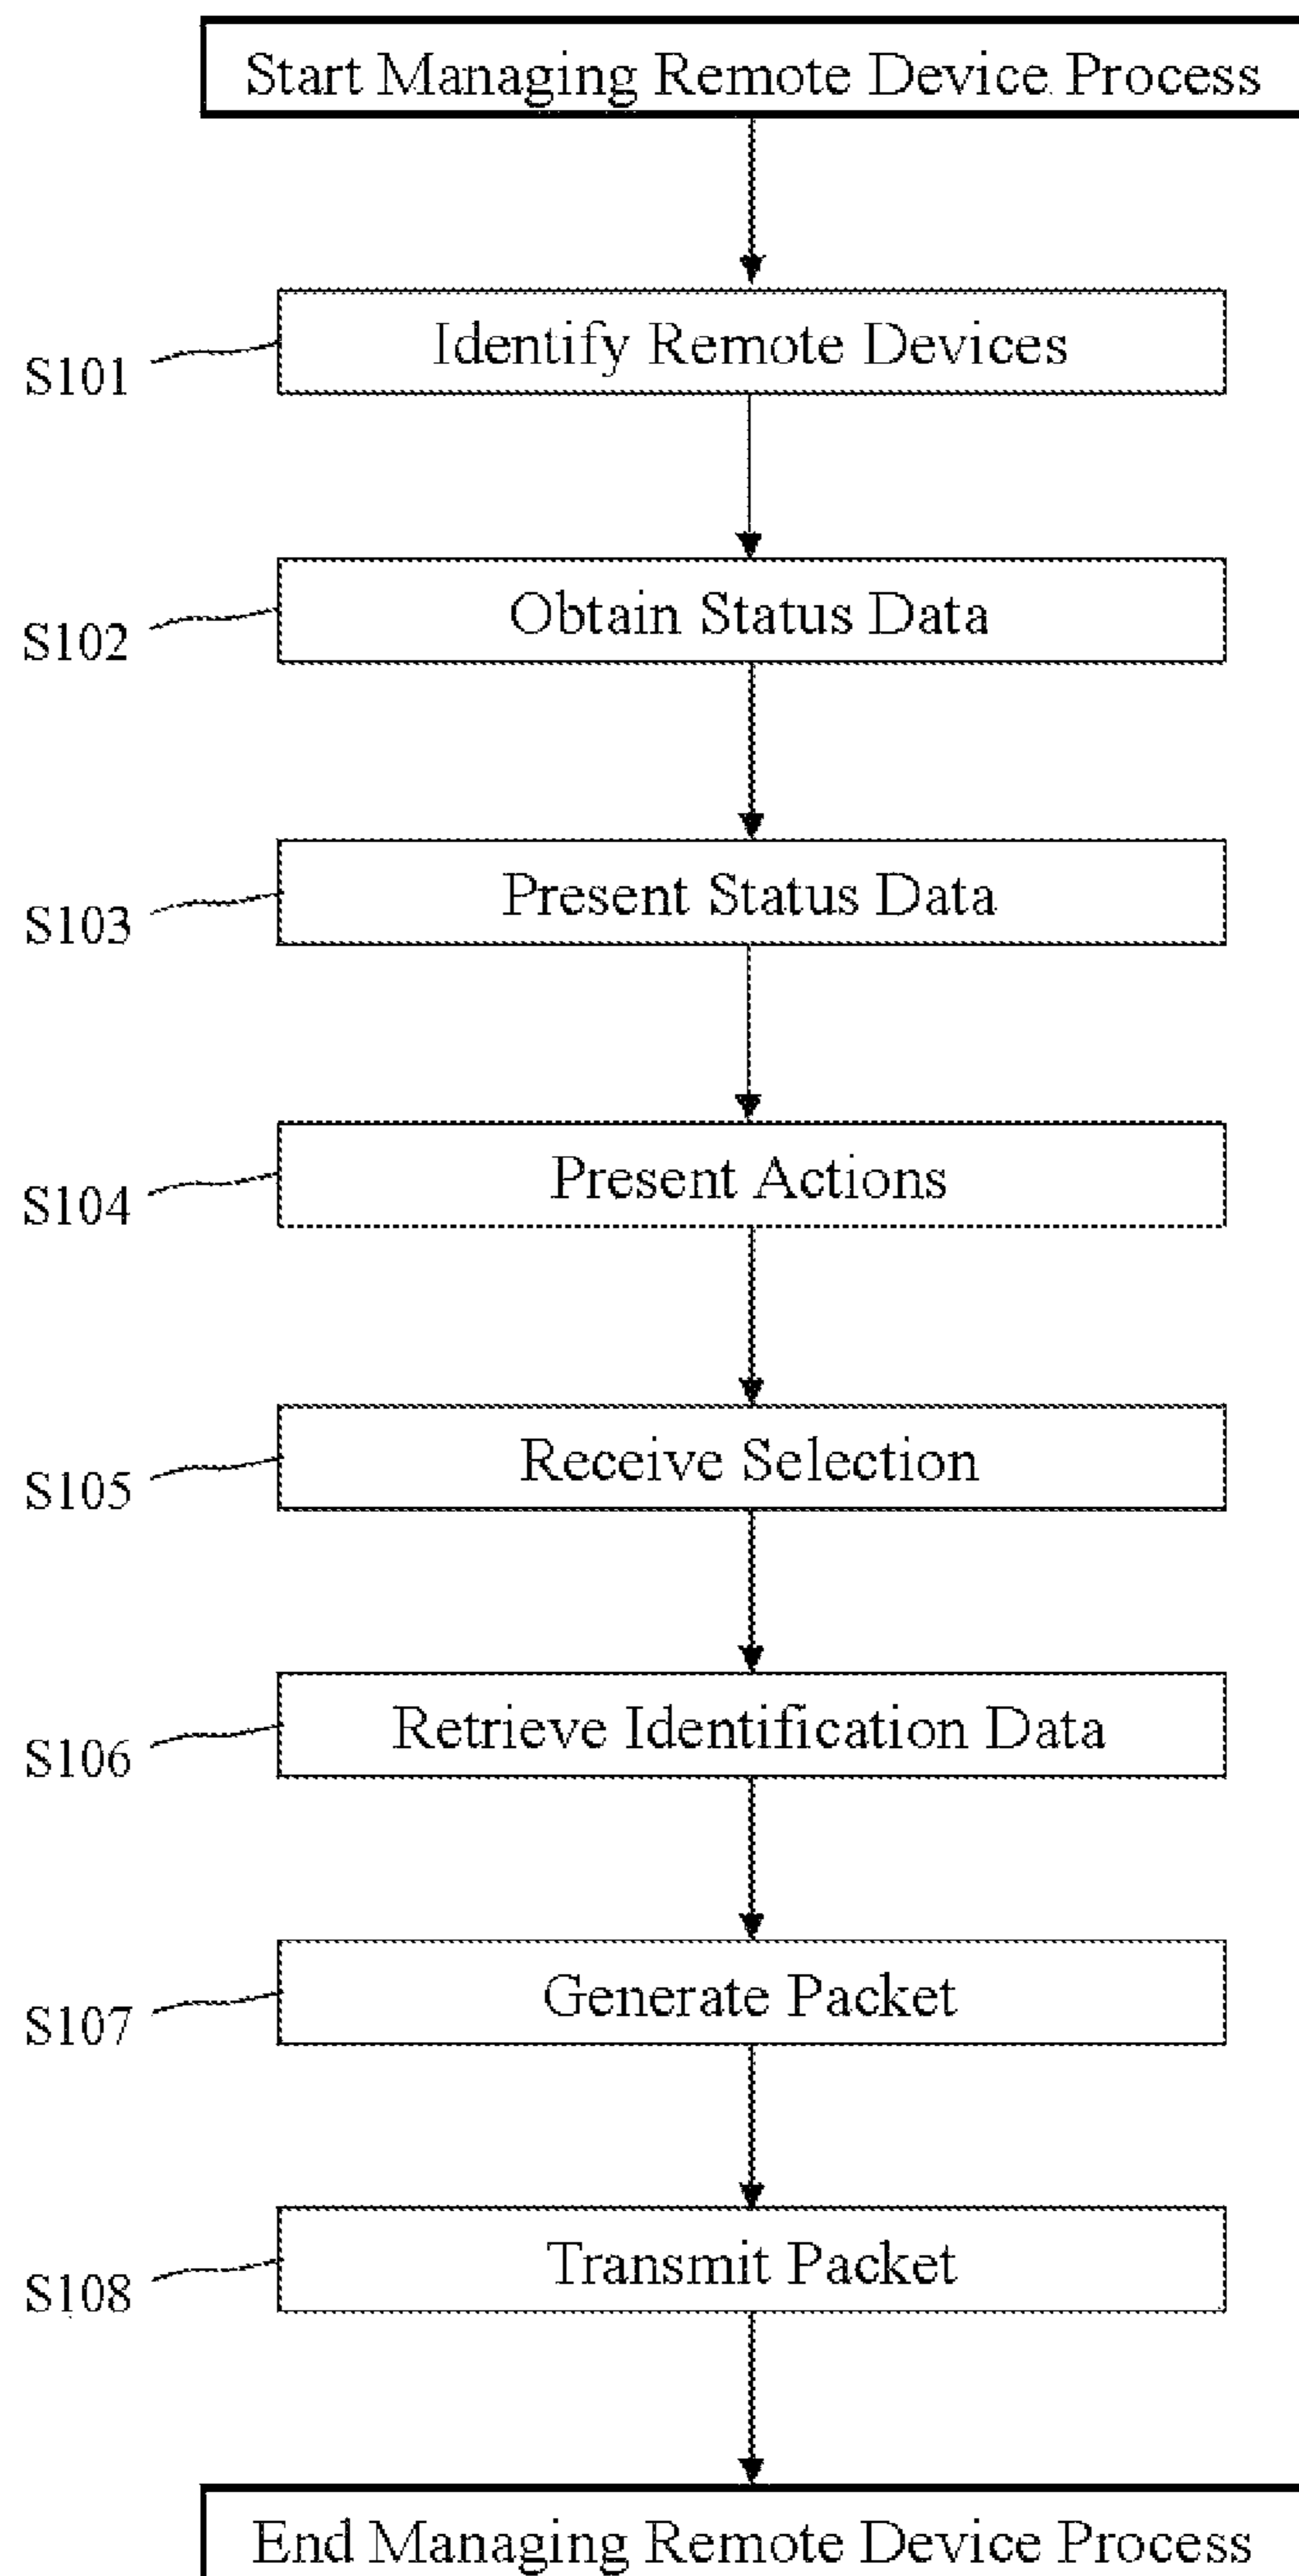 Start Managing Remote Device Process
S101
Identify Remote Devices
S102
Obtain Status Data
S103
Present Status Data
S104
Present Actions
S105
Receive Selection
S106
Retrieve Identification Data
S107
Generate Packet
S108
Transmit Packet
End Managing Remote Device Process